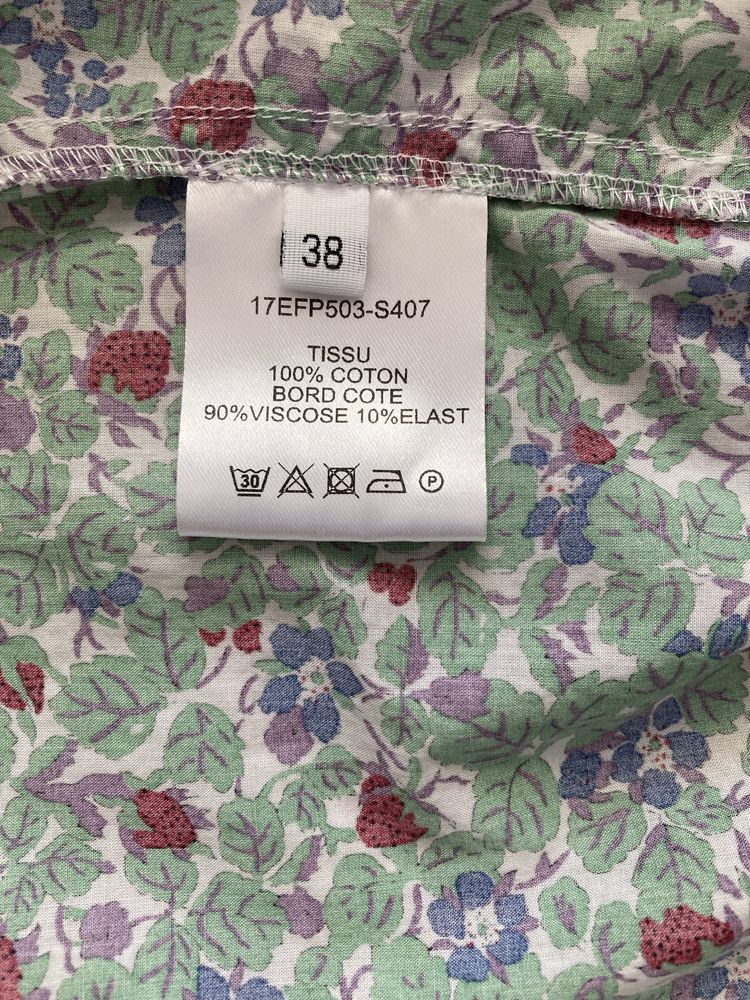 38
17EFP503-S407
TISSU
100% COTON
BORD COTE
90%VISCOSE 10%ELAST
30
P